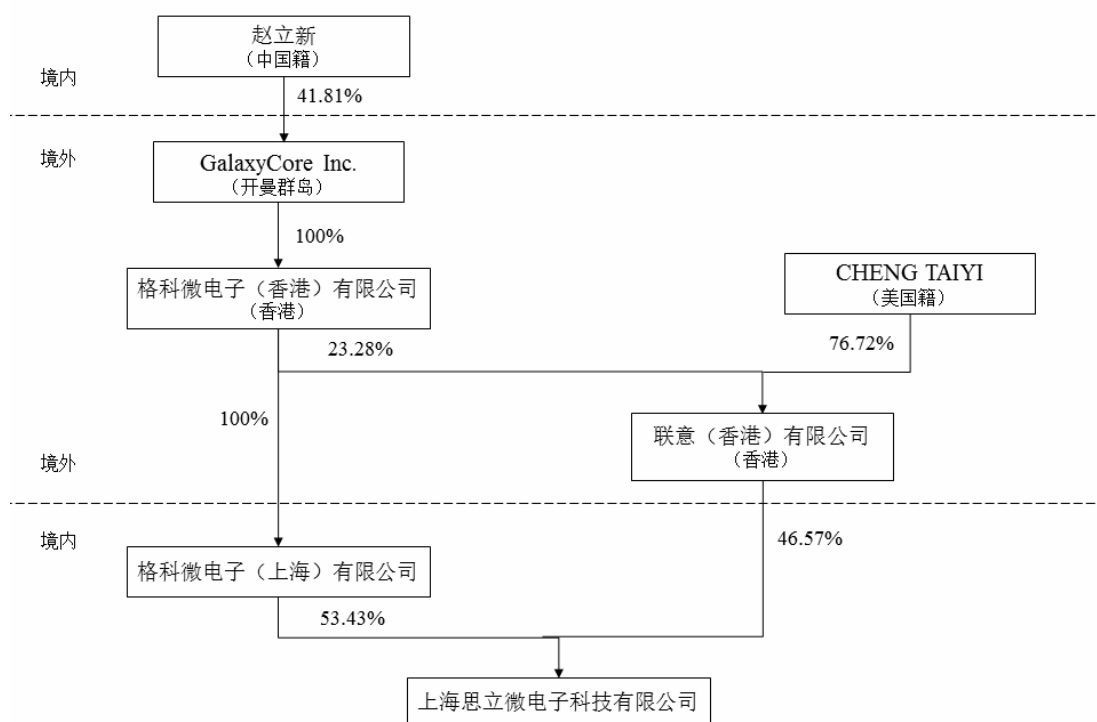 赵立新
（中国籍）
境内
41.81%
境外
GalaxyCore Inc.
（开曼群岛）
100%
格科微电子（香港）有限公司
（香港）
CHENG TAIYI
（美国籍）
23.28%
76.72%
100%
联意（香港）有限公司
（香港）
境外
境内
46.57%
格科微电子（上海）有限公司
53.43%
上海思立微电子科技有限公司